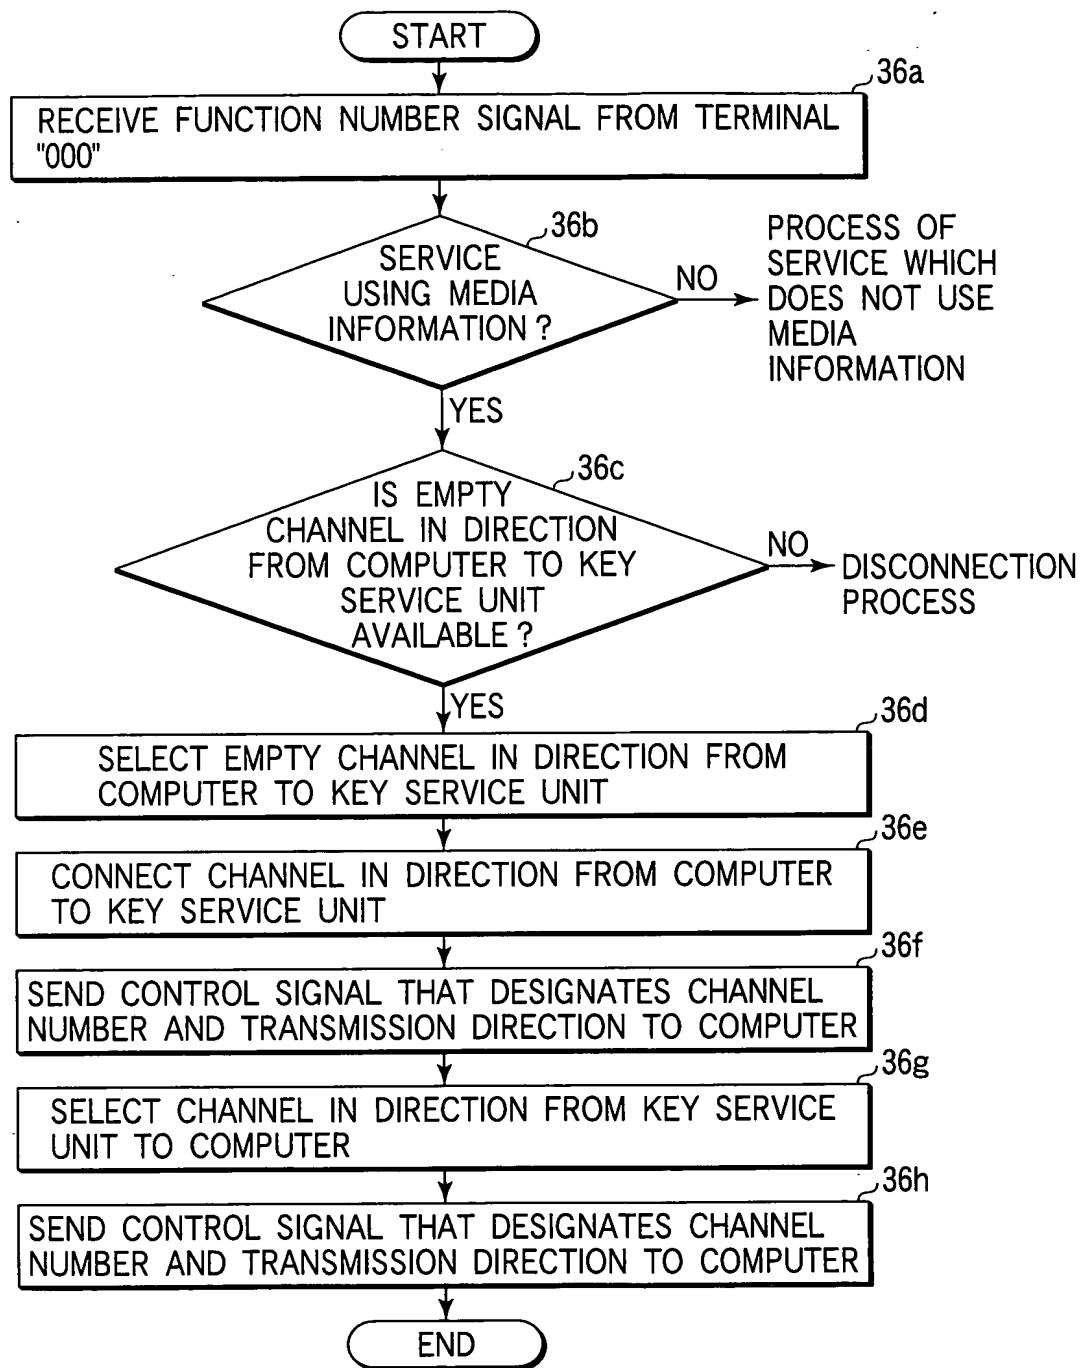 START
36a
RECEIVE FUNCTION NUMBER SIGNAL FROM TERMINAL
"000"
36b
SERVICE
USING MEDIA
INFORMATION ?
NO
PROCESS OF
SERVICE WHICH
DOES NOT USE
MEDIA
INFORMATION
YES
36c
IS EMPTY
CHANNEL IN DIRECTION
FROM COMPUTER TO KEY
SERVICE UNIT
AVAILABLE ?
NO
DISCONNECTION
PROCESS
YES
36d
SELECT EMPTY CHANNEL IN DIRECTION FROM
COMPUTER TO KEY SERVICE UNIT
36e
CONNECT CHANNEL IN DIRECTION FROM COMPUTER
TO KEY SERVICE UNIT
36f
SEND CONTROL SIGNAL THAT DESIGNATES CHANNEL
NUMBER AND TRANSMISSION DIRECTION TO COMPUTER
36g
SELECT CHANNEL IN DIRECTION FROM KEY SERVICE
UNIT TO COMPUTER
36h
SEND CONTROL SIGNAL THAT DESIGNATES CHANNEL
NUMBER AND TRANSMISSION DIRECTION TO COMPUTER
END